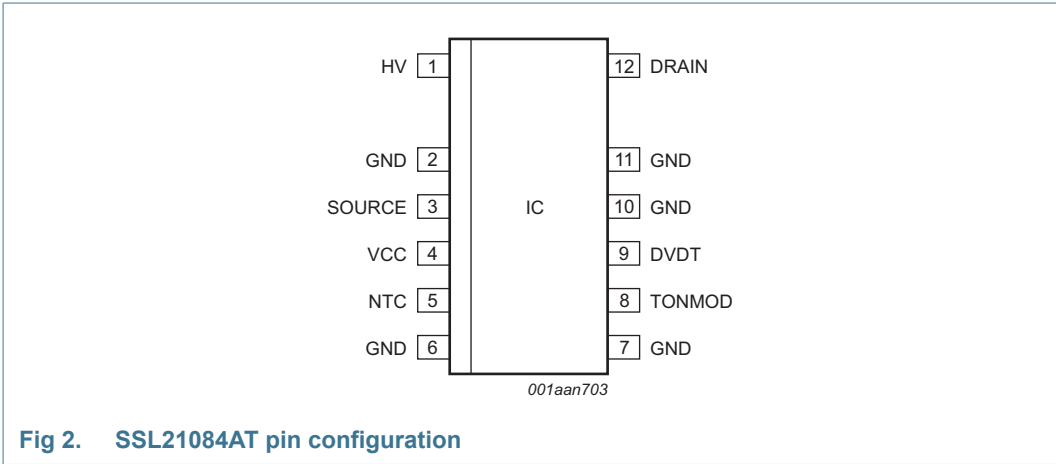 HV 1 12 DRAIN
GND 2 11 GND
SOURCE 3 IC 10 GND
VCC 4 9 DVDT
NTC 5 8 TONMOD
GND 6 7 GND
001aan703
Fig 2. SSL21084AT pin configuration